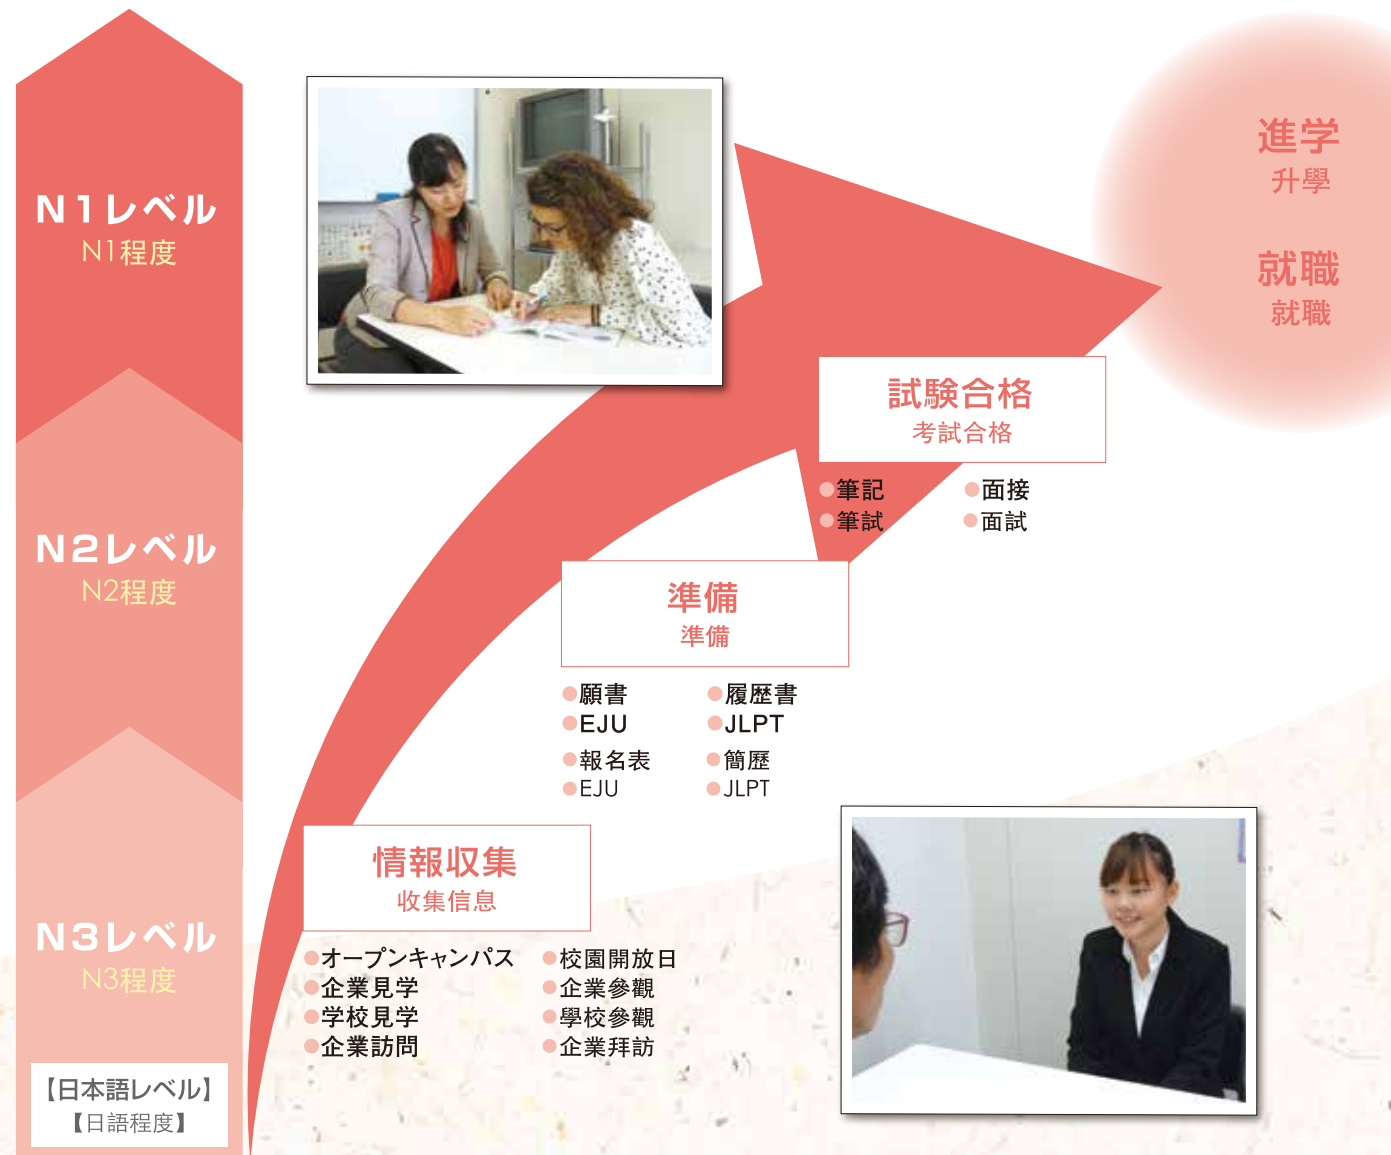 N1レベル
N1程度
N2レベル
N2程度
N3レベル
N3程度
【日本語レベル】
【日語程度】
進学
升學
就職
就職
試験合格
考試合格
●筆記 ●面接
●筆試 ●面試
準備
準備
●願書 ●履歴書
●EJU ●JLPT
●報名表 ●簡歷
●EJU ●JLPT
情報収集
收集信息
●オープンキャンパス ●校園開放日
●企業見学 ●企業參觀
●学校見学 ●學校參觀
●企業訪問 ●企業拜訪